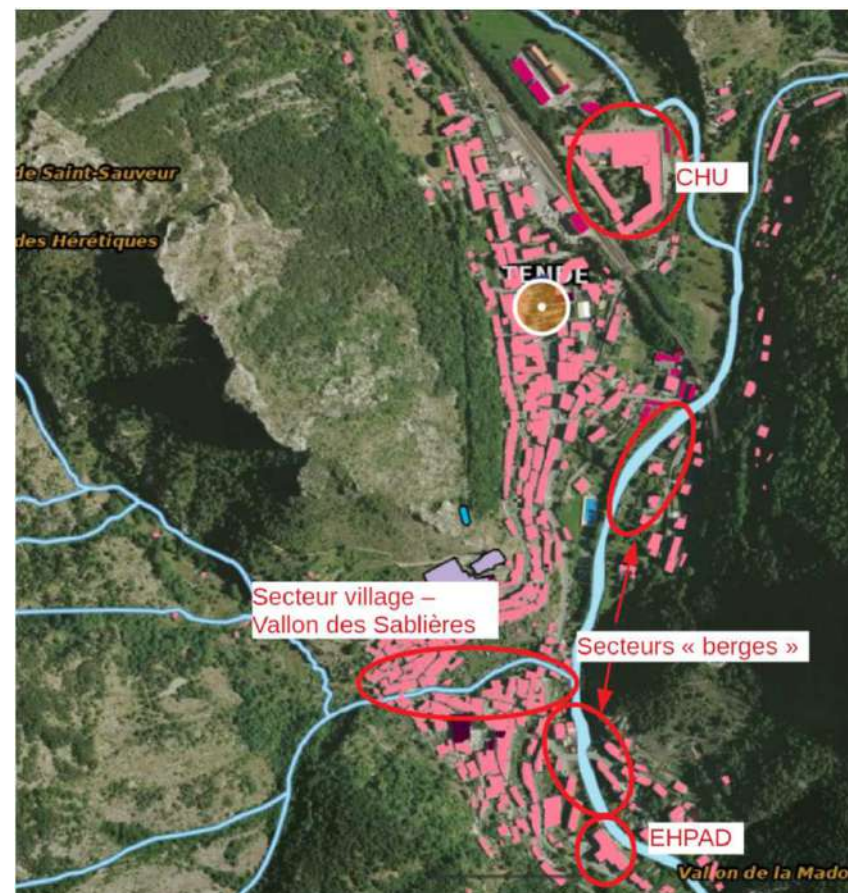 CHU
de Saint-Sauveur
des Hérétiques
TENDE
Secteur village –
Vallon des Sablières
Secteurs « berges »
EHPAD
Vallon de la Mado